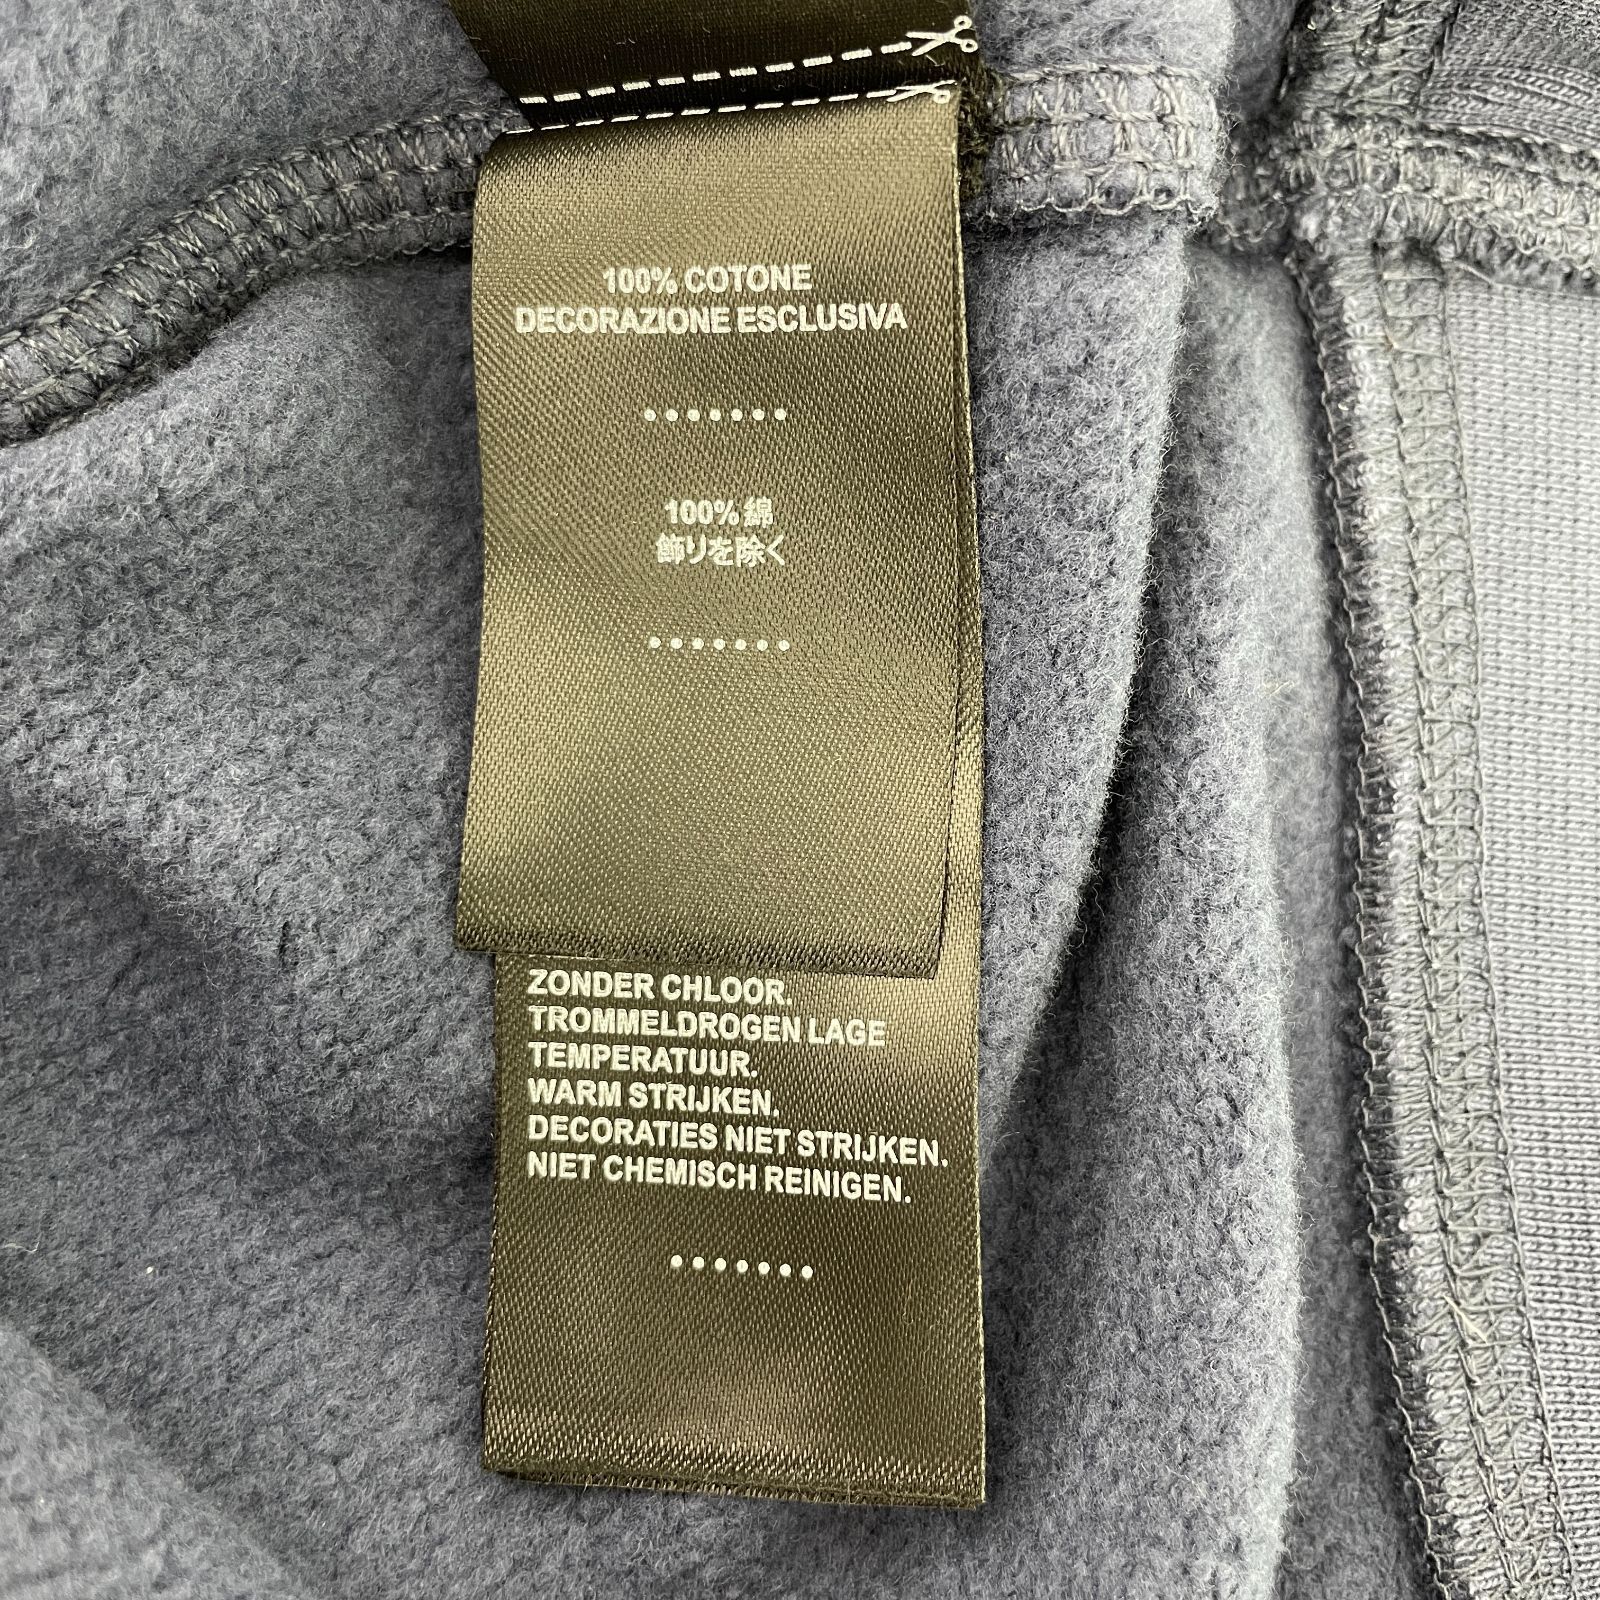 100% COTONE
DECORAZIONE ESCLUSIVA
100% 綿
飾りを除く
ZONDER CHLOOR.
TROMMELDROGEN LAGE
TEMPERATUUR.
WARM STRIJKEN.
DECORATIES NIET STRIJKEN.
NIET CHEMISCH REINIGEN.